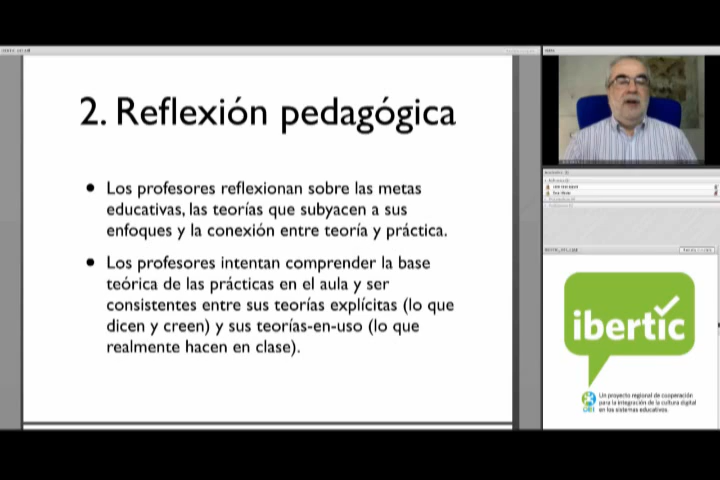 2. Reflexión pedagógica
• Los profesores reflexionan sobre las metas
educativas, las teorías que subyacen a sus
enfoques y la conexión entre teoría y práctica.
• Los profesores intentan comprender la base
teórica de las prácticas en el aula y ser
consistentes entre sus teorías explícitas (lo que
dicen y creen) y sus teorías-en-uso (lo que
realmente hacen en clase).
ibertic
Un proyecto regional de cooperación
para la integración de la cultura digital
en los sistemas educativos.